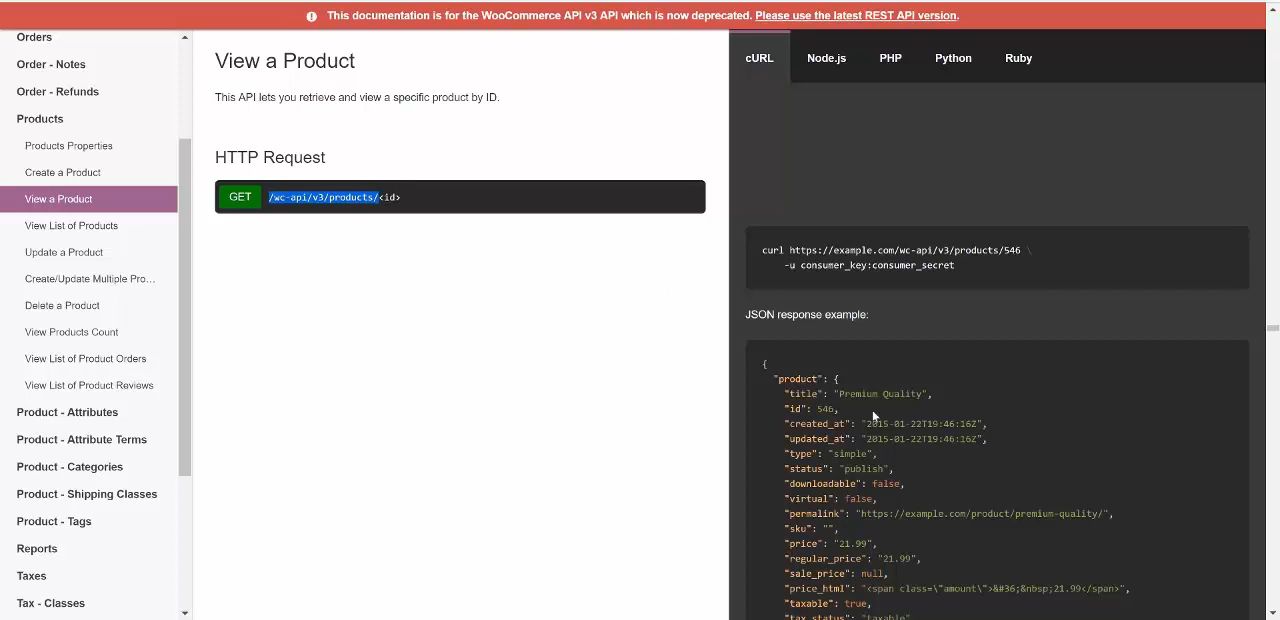 This documentation is for the WooCommerce API v3 API which is now deprecated. Please use the latest REST API version.
Orders
Order - Notes
Order - Refunds
Products
Products Properties
Create a Product
View a Product
View List of Products
Update a Product
Create/Update Multiple Pro...
Delete a Product
View Products Count
View List of Product Orders
View List of Product Reviews
Product - Attributes
Product - Attribute Terms
Product - Categories
Product - Shipping Classes
Product - Tags
Reports
Taxes
Tax - Classes
View a Product
This API lets you retrieve and view a specific product by ID.
HTTP Request
GET /wc-api/v3/products/<id>
cURL Node.js PHP Python Ruby
curl https://example.com/wc-api/v3/products/546 \
-u consumer_key:consumer_secret
JSON response example:
{
"product": {
"title": "Premium Quality",
"id": 546,
"created_at": "2015-01-22T19:46:16Z",
"updated_at": "2015-01-22T19:46:16Z",
"type": "simple",
"status": "publish",
"downloadable": false,
"virtual": false,
"permalink": "https://example.com/product/premium-quality/",
"sku": "",
"price": "21.99",
"regular_price": "21.99",
"sale_price": null,
"price_html": "<span class=\"amount\">&#36;&nbsp;21.99</span>",
"taxable": true,
"tax_status": "taxable"